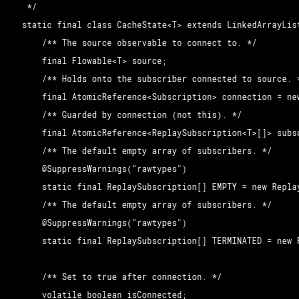 */
static final class CacheState<T> extends LinkedArrayList
/** The source observable to connect to. */
final Flowable<T> source;
/** Holds onto the subscriber connected to source. *
final AtomicReference<Subscription> connection = new
/** Guarded by connection (not this). */
final AtomicReference<ReplaySubscription<T>[]> subsc
/** The default empty array of subscribers. */
@SuppressWarnings("rawtypes")
static final ReplaySubscription[] EMPTY = new Replay
/** The default empty array of subscribers. */
@SuppressWarnings("rawtypes")
static final ReplaySubscription[] TERMINATED = new R
/** Set to true after connection. */
volatile boolean isConnected;